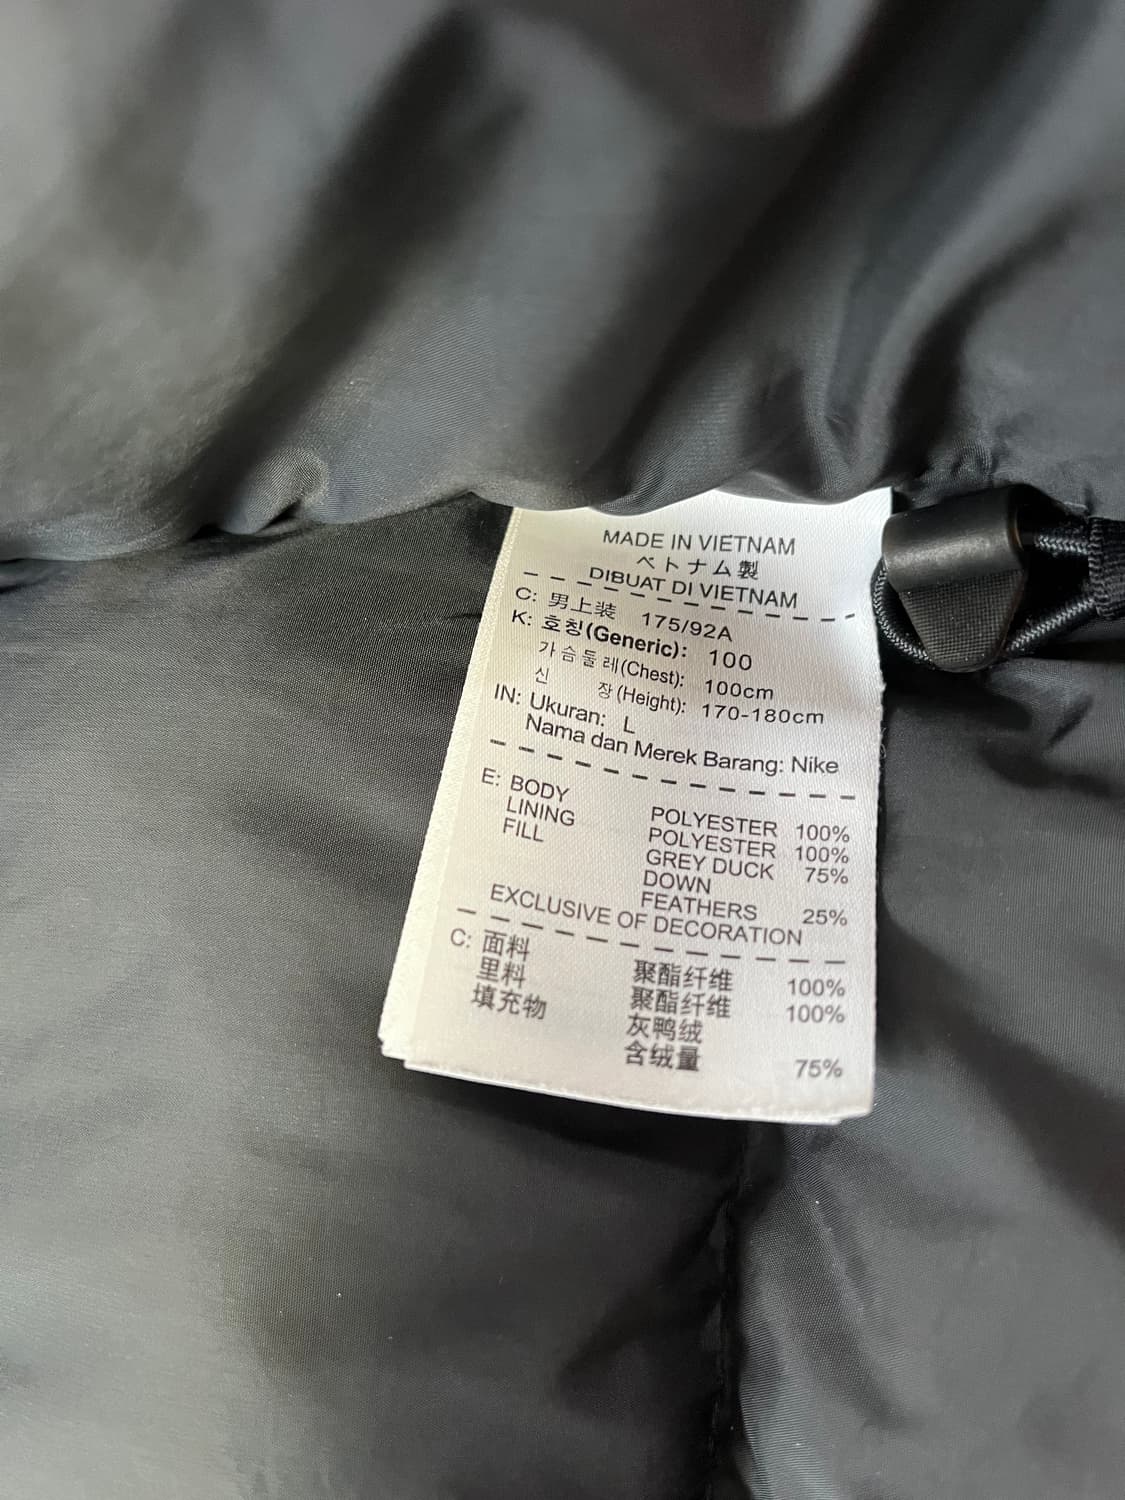 MADE IN VIETNAM
ベトナム製
DIBUAT DI VIETNAM
C: 男上装 175/92A
K: 호칭(Generic): 100
가슴둘레(Chest): 100cm
신 장(Height): 170-180cm
IN: Ukuran: L
Nama dan Merek Barang: Nike
E: BODY POLYESTER 100%
LINING POLYESTER 100%
FILL GREY DUCK 75%
DOWN
FEATHERS 25%
EXCLUSIVE OF DECORATION
C: 面料 聚酯纤维 100%
里料 聚酯纤维 100%
填充物 灰鸭绒
含绒量 75%